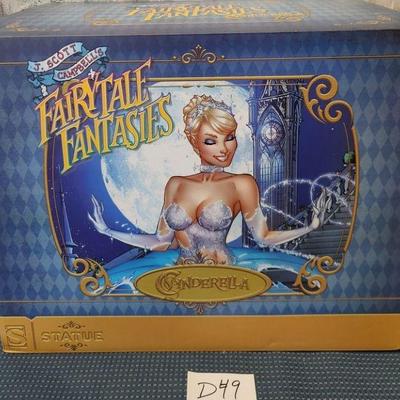 FAIRYTALE FANTASIES
J. SCOTT
CAMPBELL'S
FAIRYTALE
FANTASIES
CINDERELLA
S
STATUE
D49